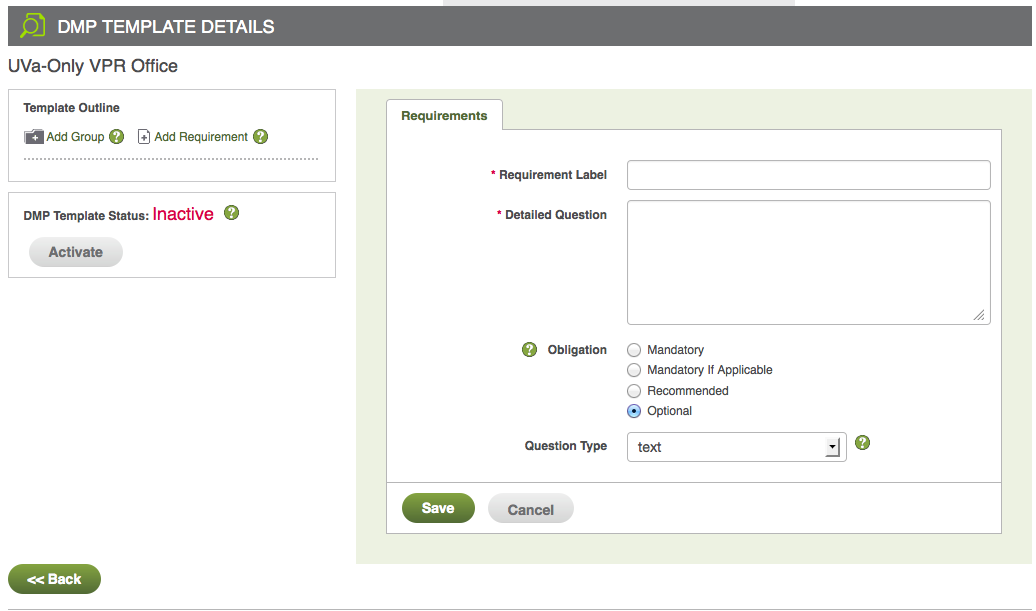 DMP TEMPLATE DETAILS
UVa-Only VPR Office
Template Outline
Add Group ? Add Requirement ?
DMP Template Status: Inactive ?
Activate
Requirements
* Requirement Label
* Detailed Question
? Obligation
Mandatory
Mandatory If Applicable
Recommended
Optional
Question Type text ?
Save Cancel
<< Back